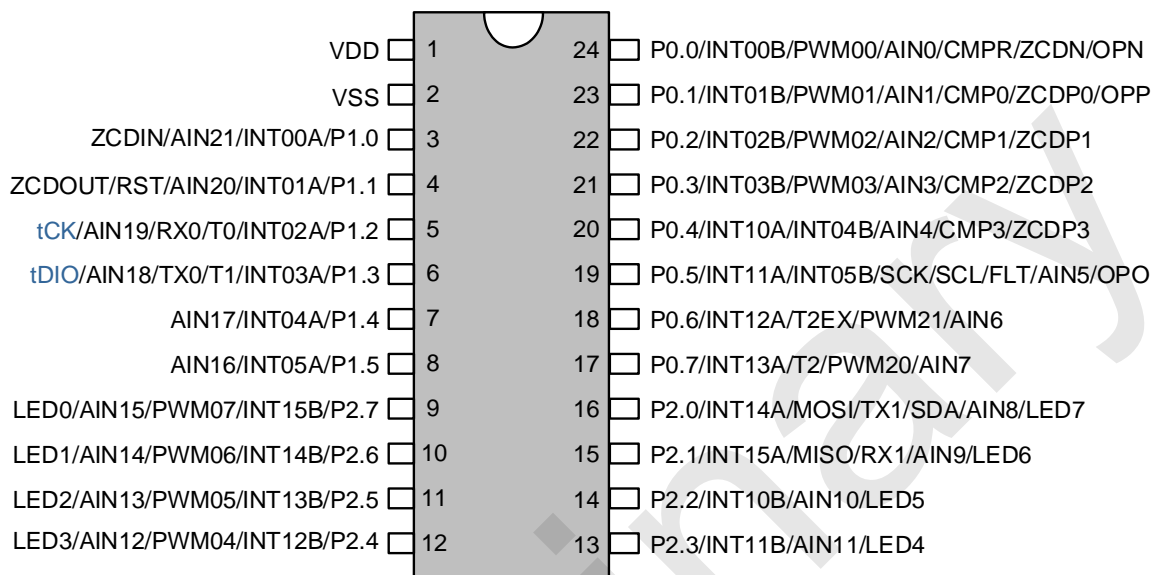 VDD 1 24 P0.0/INT00B/PWM00/AIN0/CMPR/ZCDN/OPN
VSS 2 23 P0.1/INT01B/PWM01/AIN1/CMP0/ZCDP0/OPP
ZCDIN/AIN21/INT00A/P1.0 3 22 P0.2/INT02B/PWM02/AIN2/CMP1/ZCDP1
ZCDOUT/RST/AIN20/INT01A/P1.1 4 21 P0.3/INT03B/PWM03/AIN3/CMP2/ZCDP2
tCK/AIN19/RX0/T0/INT02A/P1.2 5 20 P0.4/INT10A/INT04B/AIN4/CMP3/ZCDP3
tDIO/AIN18/TX0/T1/INT03A/P1.3 6 19 P0.5/INT11A/INT05B/SCK/SCL/FLT/AIN5/OPO
AIN17/INT04A/P1.4 7 18 P0.6/INT12A/T2EX/PWM21/AIN6
AIN16/INT05A/P1.5 8 17 P0.7/INT13A/T2/PWM20/AIN7
LED0/AIN15/PWM07/INT15B/P2.7 9 16 P2.0/INT14A/MOSI/TX1/SDA/AIN8/LED7
LED1/AIN14/PWM06/INT14B/P2.6 10 15 P2.1/INT15A/MISO/RX1/AIN9/LED6
LED2/AIN13/PWM05/INT13B/P2.5 11 14 P2.2/INT10B/AIN10/LED5
LED3/AIN12/PWM04/INT12B/P2.4 12 13 P2.3/INT11B/AIN11/LED4